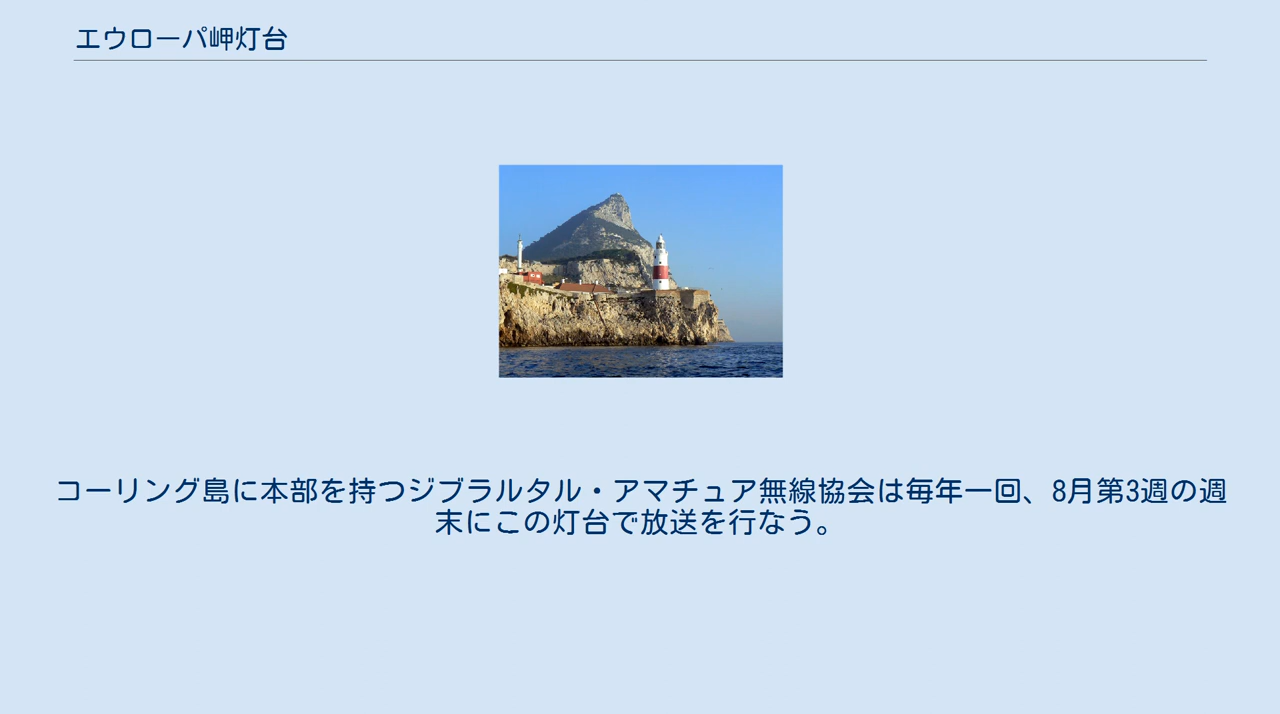 エウローパ岬灯台
コーリング島に本部を持つジブラルタル・アマチュア無線協会は毎年一回、8月第3週の週
末にこの灯台で放送を行なう。